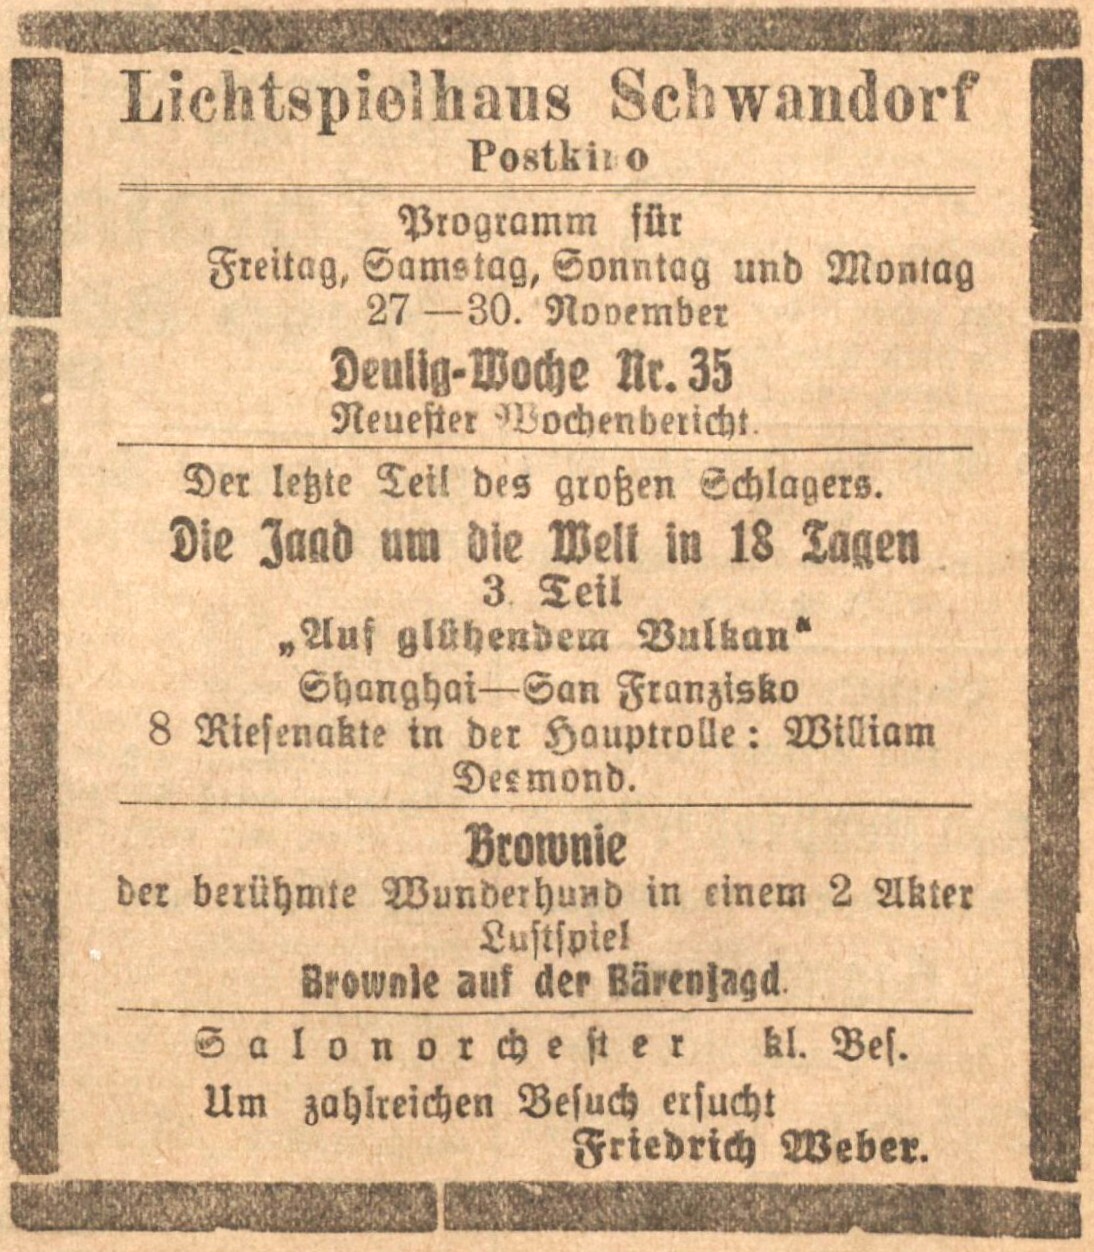 Lichtspielhaus Schwandorf
Postkino
Programm für
Freitag, Samstag, Sonntag und Montag
27 —30. November
Deulig-Woche Nr. 35
Neuester Wochenbericht.
Der letzte Teil des großen Schlagers.
Die Jagd um die Welt in 18 Tagen
3. Teil
„Auf glühendem Vulkan“
Shanghai—San Franzisko
8 Riesenakte in der Hauptrolle: William
Desmond.
Brownie
der berühmte Wunderhund in einem 2 Akter
Lustspiel
Brownie auf der Bärenjagd.
Salonorchester kl. Bes.
Um zahlreichen Besuch ersucht
Friedrich Weber.